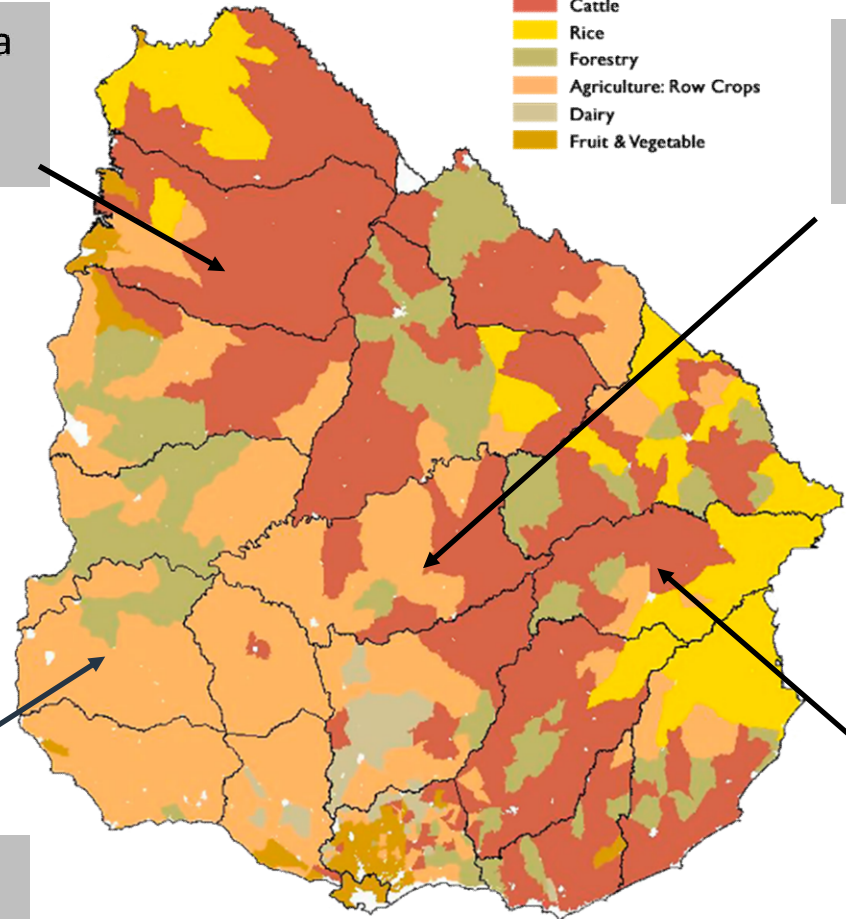 a
Cattle
Rice
Forestry
Agriculture: Row Crops
Dairy
Fruit & Vegetable